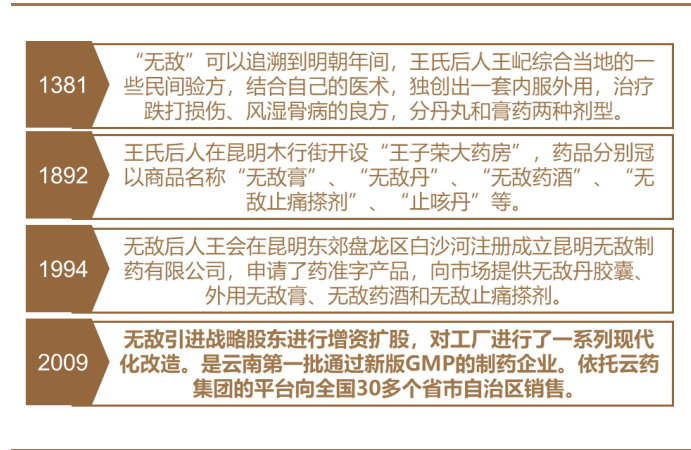 1381
“无敌”可以追溯到明朝年间，王氏后人王屺综合当地的一
些民间验方，结合自己的医术，独创出一套内服外用，治疗
跌打损伤、风湿骨病的良方，分丹丸和膏药两种剂型。
1892
王氏后人在昆明木行街开设“王子荣大药房”，药品分别冠
以商品名称“无敌膏”、“无敌丹”、“无敌药酒”、“无
敌止痛搽剂”、“止咳丹”等。
1994
无敌后人王会在昆明东郊盘龙区白沙河注册成立昆明无敌制
药有限公司，申请了药准字产品，向市场提供无敌丹胶囊、
外用无敌膏、无敌药酒和无敌止痛搽剂。
2009
无敌引进战略股东进行增资扩股，对工厂进行了一系列现代
化改造。是云南第一批通过新版GMP的制药企业。依托云药
集团的平台向全国30多个省市自治区销售。